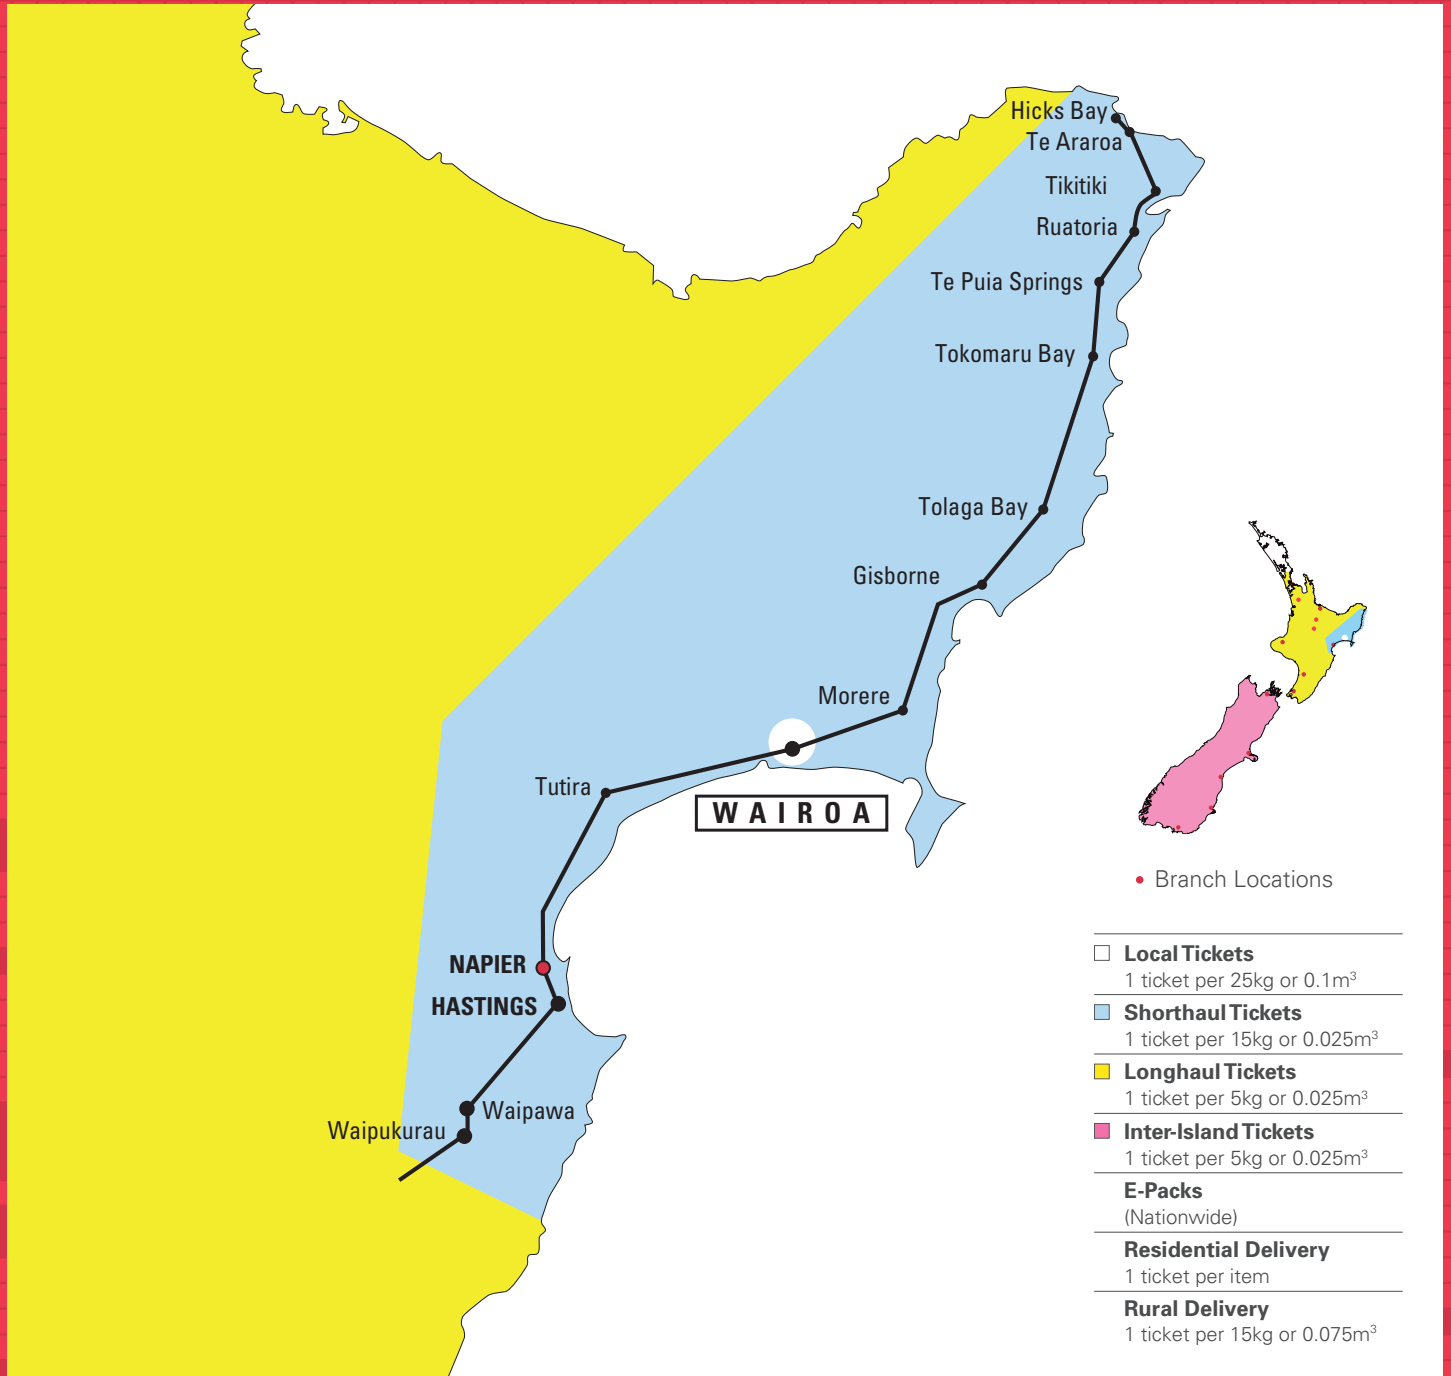 Hicks Bay
Te Araroa
Tikitiki
Ruatoria
Te Puia Springs
Tokomaru Bay
Tolaga Bay
Gisborne
Morere
Tutira
WAIROA
NAPIER
HASTINGS
Waipawa
Waipukurau
Branch Locations
Local Tickets
1 ticket per 25kg or 0.1m³
Shorthaul Tickets
1 ticket per 15kg or 0.025m³
Longhaul Tickets
1 ticket per 5kg or 0.025m³
Inter-Island Tickets
1 ticket per 5kg or 0.025m³
E-Packs
(Nationwide)
Residential Delivery
1 ticket per item
Rural Delivery
1 ticket per 15kg or 0.075m³